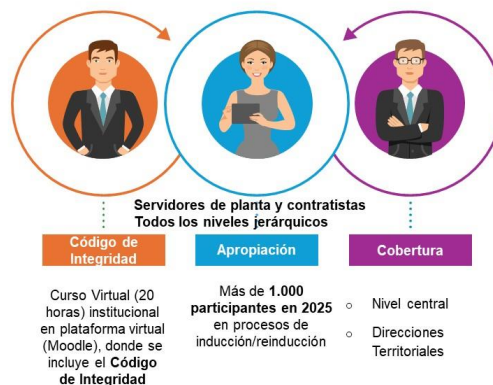 Servidores de planta y contratistas
Todos los niveles jerárquicos
Código de
Integridad
Curso Virtual (20
horas) institucional
en plataforma virtual
(Moodle), donde se
incluye el Código
de Integridad
Apropiación
Más de 1.000
participantes en 2025
en procesos de
inducción/reinducción
Cobertura
o Nivel central
o Direcciones
Territoriales